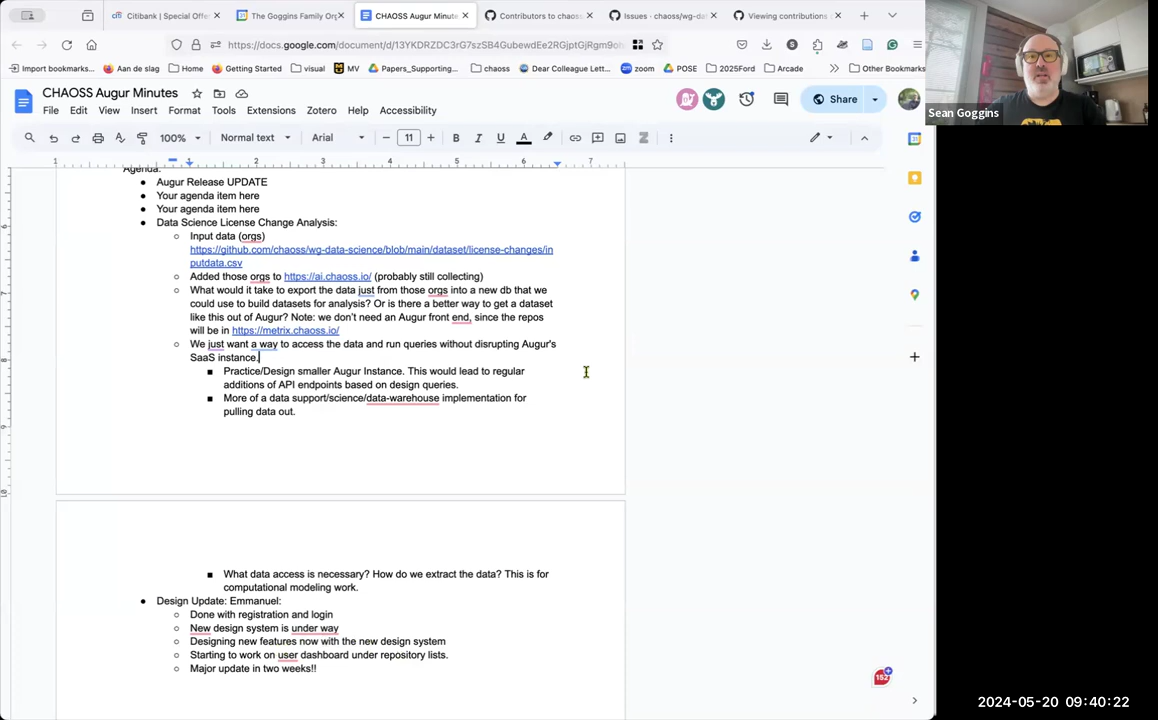 Citibank | Special Offer
The Goggins Family Org
CHAOSS Augur Minute
Contributors to chaos
Issues · chaoss/wg-dat
Viewing contributions
https://docs.google.com/document/d/13YKDRZDC3rG7szSB4GubewdEe2RGjptGjRgm9oh
Import bookmarks...
Aan de slag
Home
Getting Started
visual
MV
Papers_Supporting...
chaoss
Dear Colleague Lett...
zoom
POSE
2025Ford
Arcade
Other Bookmarks
CHAOSS Augur Minutes
File Edit View Insert Format Tools Extensions Zotero Help Accessibility
Share
100%
Normal text
Arial
11
B I U A
1 1 2 3 4 5 6 7
Agenda:
Augur Release UPDATE
Your agenda item here
Your agenda item here
Data Science License Change Analysis:
Input data (orgs)
https://github.com/chaoss/wg-data-science/blob/main/dataset/license-changes/in
putdata.csv
Added those orgs to https://ai.chaoss.io/ (probably still collecting)
What would it take to export the data just from those orgs into a new db that we
could use to build datasets for analysis? Or is there a better way to get a dataset
like this out of Augur? Note: we don't need an Augur front end, since the repos
will be in https://metrix.chaoss.io/
We just want a way to access the data and run queries without disrupting Augur's
SaaS instance.
Practice/Design smaller Augur Instance. This would lead to regular
additions of API endpoints based on design queries.
More of a data support/science/data-warehouse implementation for
pulling data out.
What data access is necessary? How do we extract the data? This is for
computational modeling work.
Design Update: Emmanuel:
Done with registration and login
New design system is under way
Designing new features now with the new design system
Starting to work on user dashboard under repository lists.
Major update in two weeks!!
152
Sean Goggins
2024-05-20 09:40:22